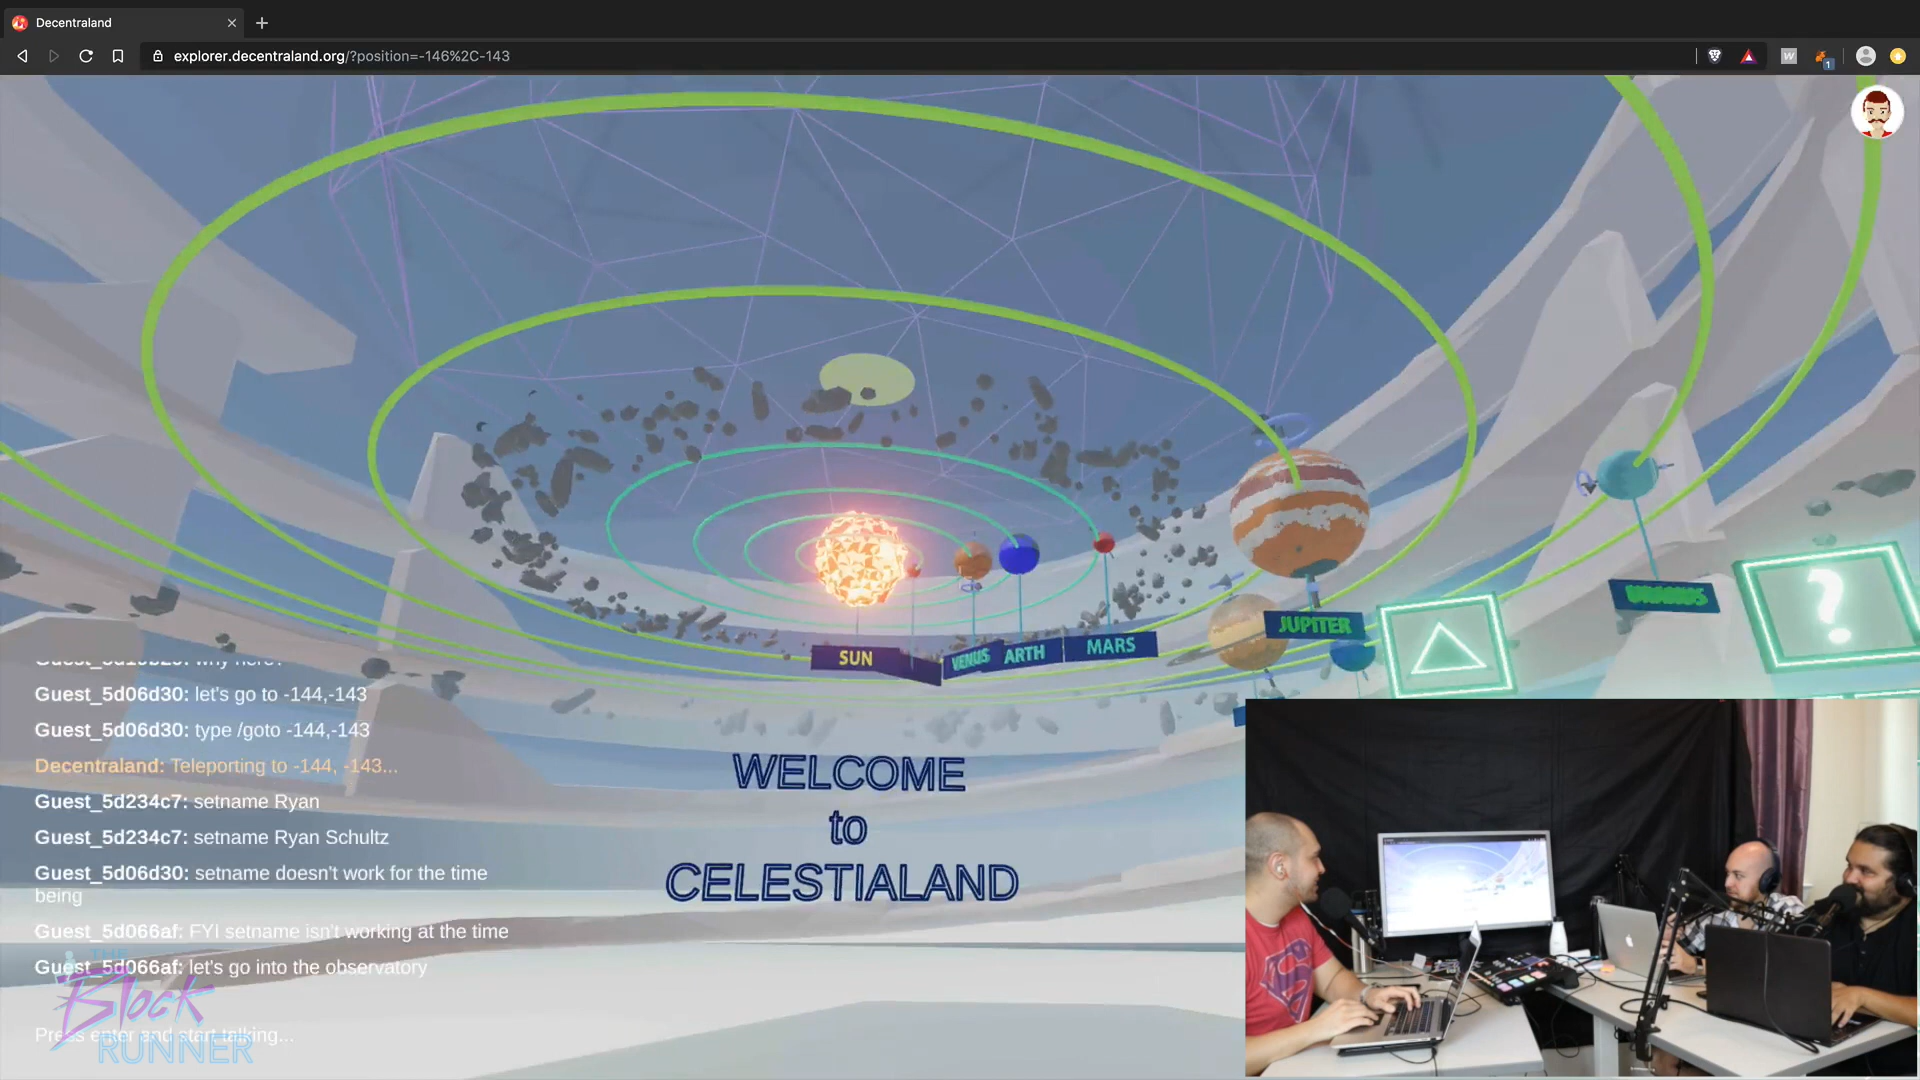 Decentraland
explorer.decentraland.org/?position=-146%2C-143
W
1
SUN
VENUS
ARTH
MARS
JUPITER
?
Guest_5d06d30: let's go to -144,-143
Guest_5d06d30: type /goto -144,-143
Decentraland: Teleporting to -144, -143...
Guest_5d234c7: setname Ryan
Guest_5d234c7: setname Ryan Schultz
Guest_5d06d30: setname doesn't work for the time
being
Guest_5d066af: FYI setname isn't working at the time
Guest_5d066af: let's go into the observatory
Press enter and start talking...
THE
BLOCK
RUNNER
WELCOME
to
CELESTIALAND